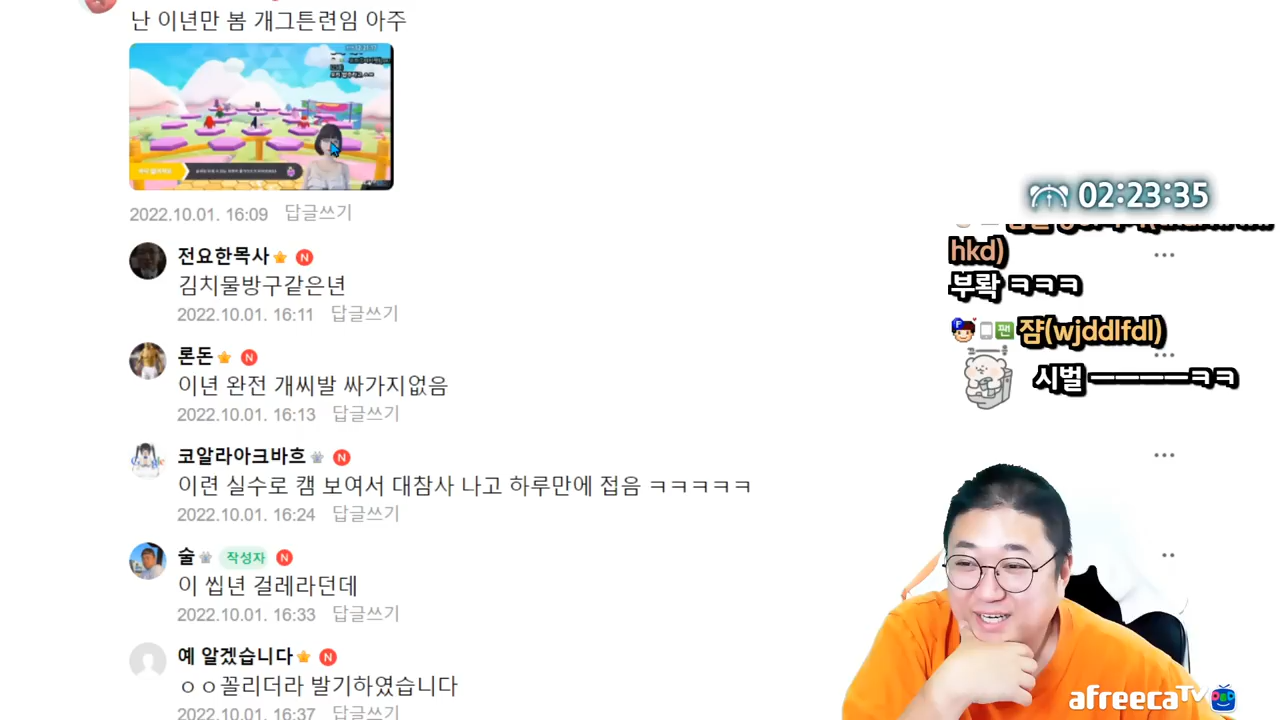 난 이년만 봄 개그튼련임 아주
2022.10.01. 16:09 답글쓰기
전요한목사 N
김치물방구같은년
2022.10.01. 16:11 답글쓰기
론돈 N
이년 완전 개씨발 싸가지없음
2022.10.01. 16:13 답글쓰기
코알라아크바흐 N
이련 실수로 캠 보여서 대참사 나고 하루만에 접음 ㅋㅋㅋㅋㅋ
2022.10.01. 16:24 답글쓰기
술 작성자 N
이 씹년 걸레라던데
2022.10.01. 16:33 답글쓰기
예 알겠습니다 N
ㅇㅇ꼴리더라 발기하였습니다
2022.10.01. 16:37 답글쓰기
02:23:35
hkd)
부롹 ㅋㅋㅋ
F 팬 쟘(wjddlfdl)
시벌 ㅡㅡㅡㅡㅡㅋㅋ
afreecaTV